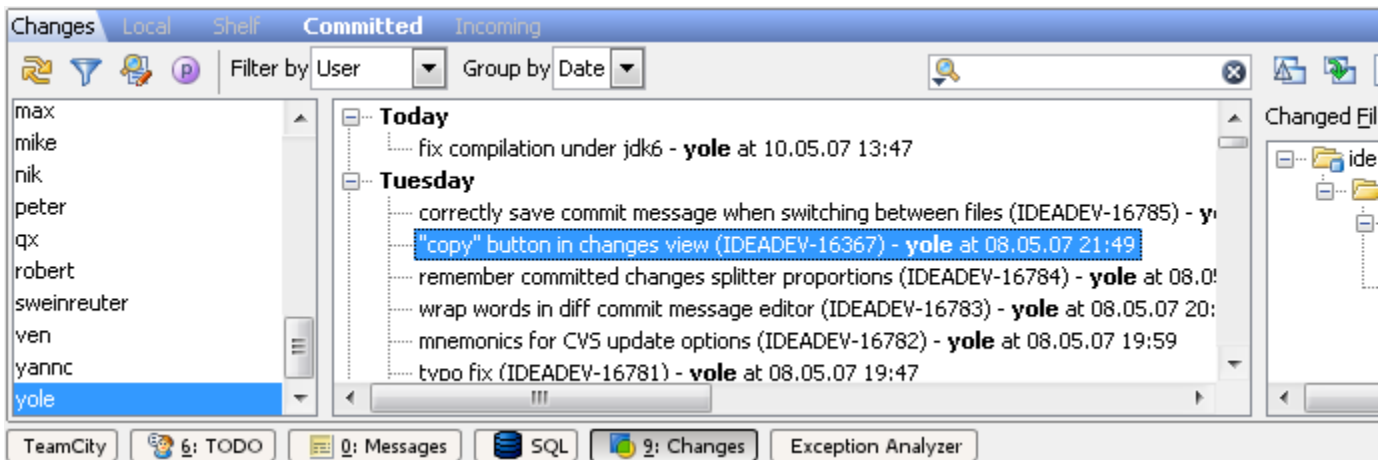 Changes Local Shelf Committed Incoming
Filter by User Group by Date
max
mike
nik
peter
qx
robert
sweinreuter
ven
yannc
yole
Today
fix compilation under jdk6 - yole at 10.05.07 13:47
Tuesday
correctly save commit message when switching between files (IDEADEV-16785) -
"copy" button in changes view (IDEADEV-16367) - yole at 08.05.07 21:49
remember committed changes splitter proportions (IDEADEV-16784) - yole at 08.0
wrap words in diff commit message editor (IDEADEV-16783) - yole at 08.05.07 20:
mnemonics for CVS update options (IDEADEV-16782) - yole at 08.05.07 19:59
typo fix (IDEADEV-16781) - yole at 08.05.07 19:47
Changed Fil
ide
TeamCity 6: TODO 0: Messages SQL 9: Changes Exception Analyzer